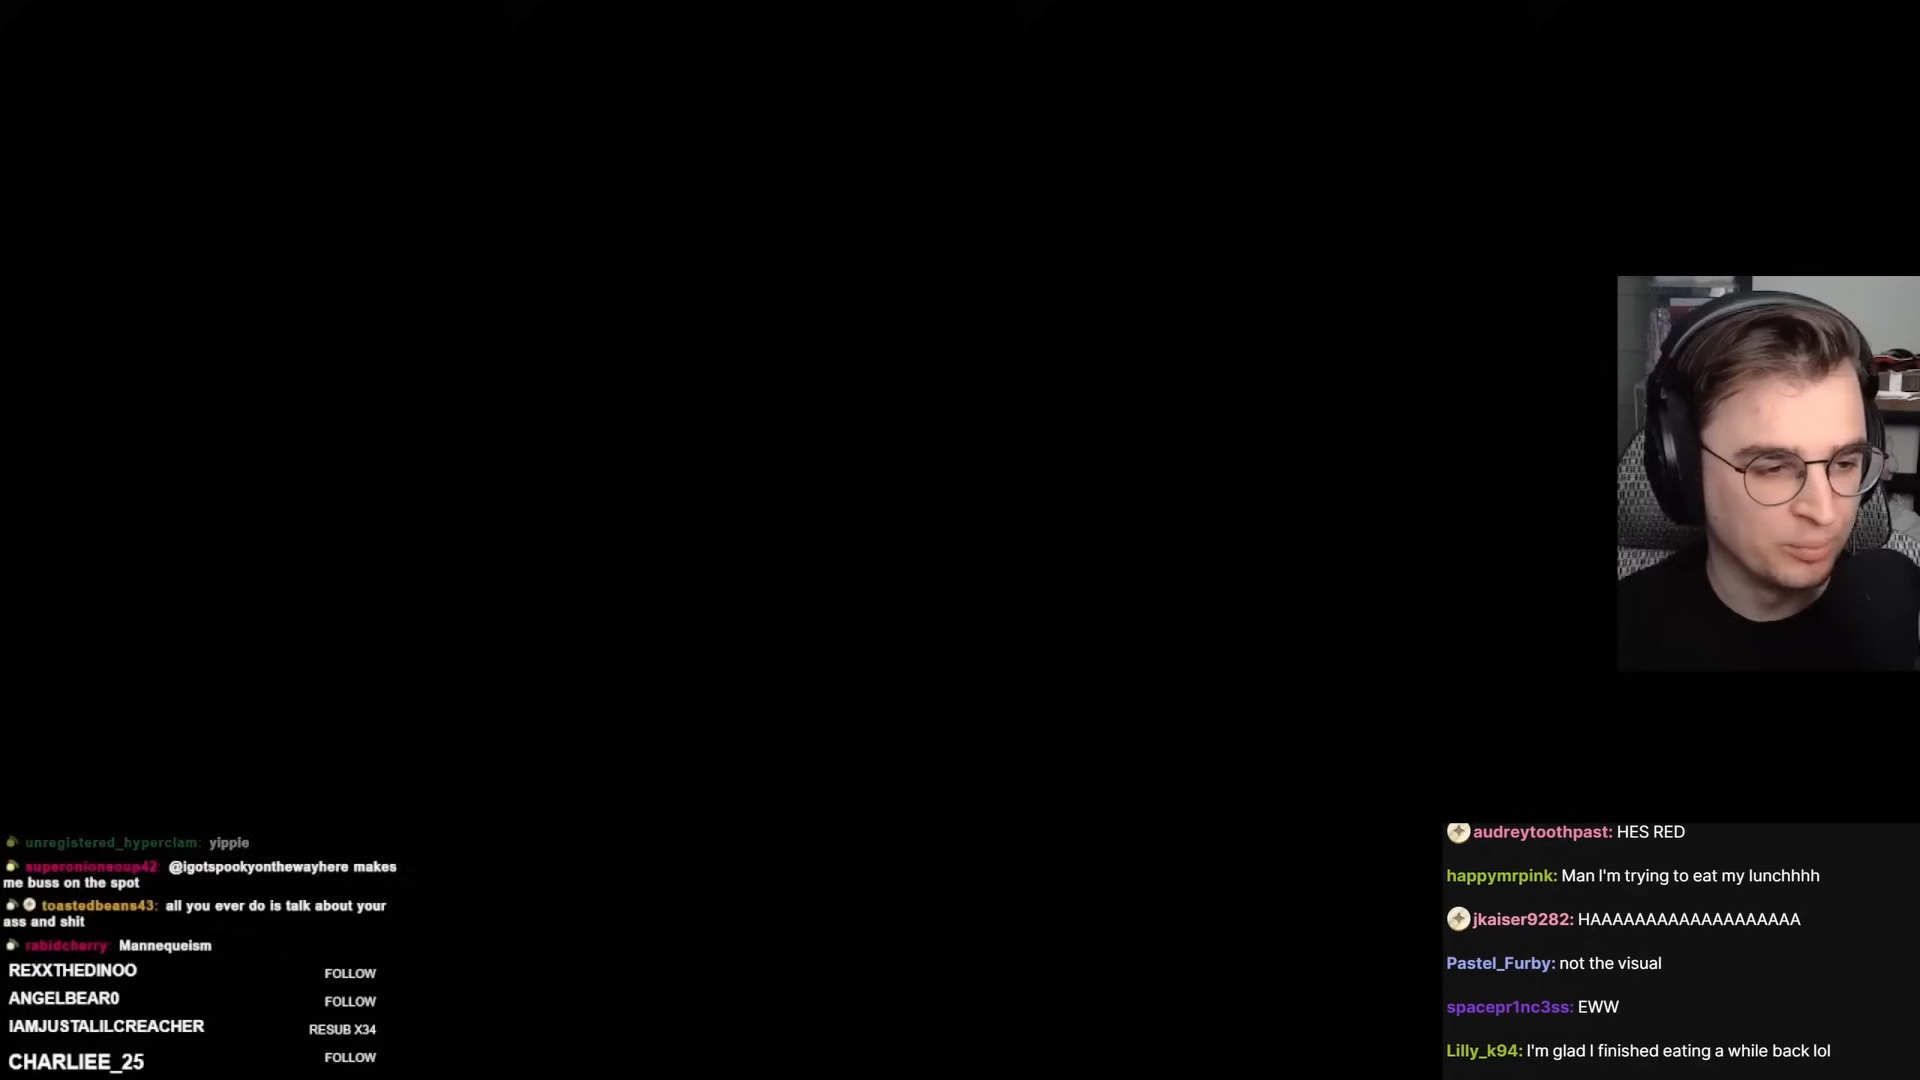 unregistered_hyperclam: yippie
superonionsoup42: @igotspookyonthewayhere makes
me buss on the spot
toastedbeans43: all you ever do is talk about your
ass and shit
rabidcherry: Mannequeism
REXXTHEDINOO FOLLOW
ANGELBEAR0 FOLLOW
IAMJUSTALILCREACHER RESUB X34
CHARLIEE_25 FOLLOW
audreytoothpast: HES RED
happymrpink: Man I'm trying to eat my lunchhhh
jkaiser9282: HAAAAAAAAAAAAAAAAAAA
Pastel_Furby: not the visual
spacepr1nc3ss: EWW
Lilly_k94: I'm glad I finished eating a while back lol